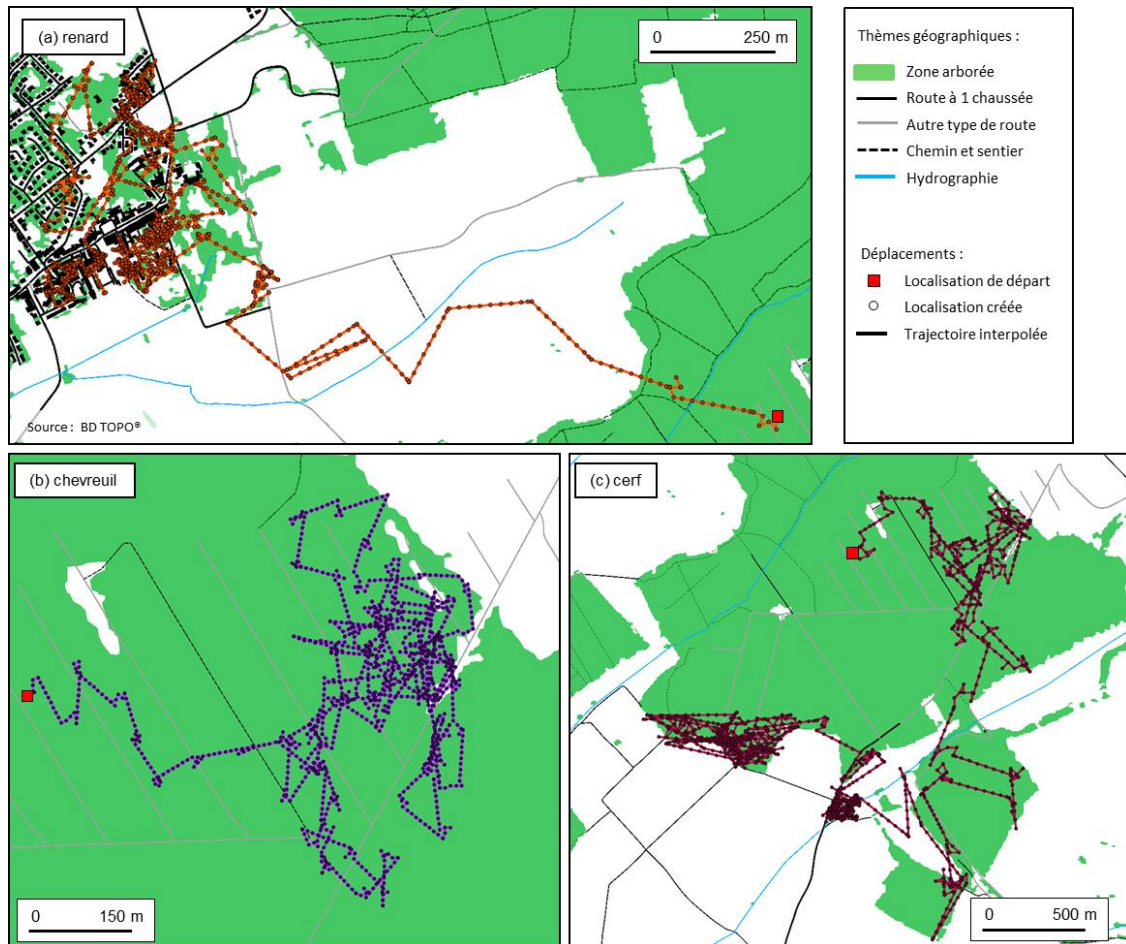 (a) renard
0 250 m
Source : BD TOPO®
Thèmes géographiques :
Zone arborée
Route à 1 chaussée
Autre type de route
Chemin et sentier
Hydrographie
Déplacements :
Localisation de départ
Localisation créée
Trajectoire interpolée
(b) chevreuil
0 150 m
(c) cerf
0 500 m